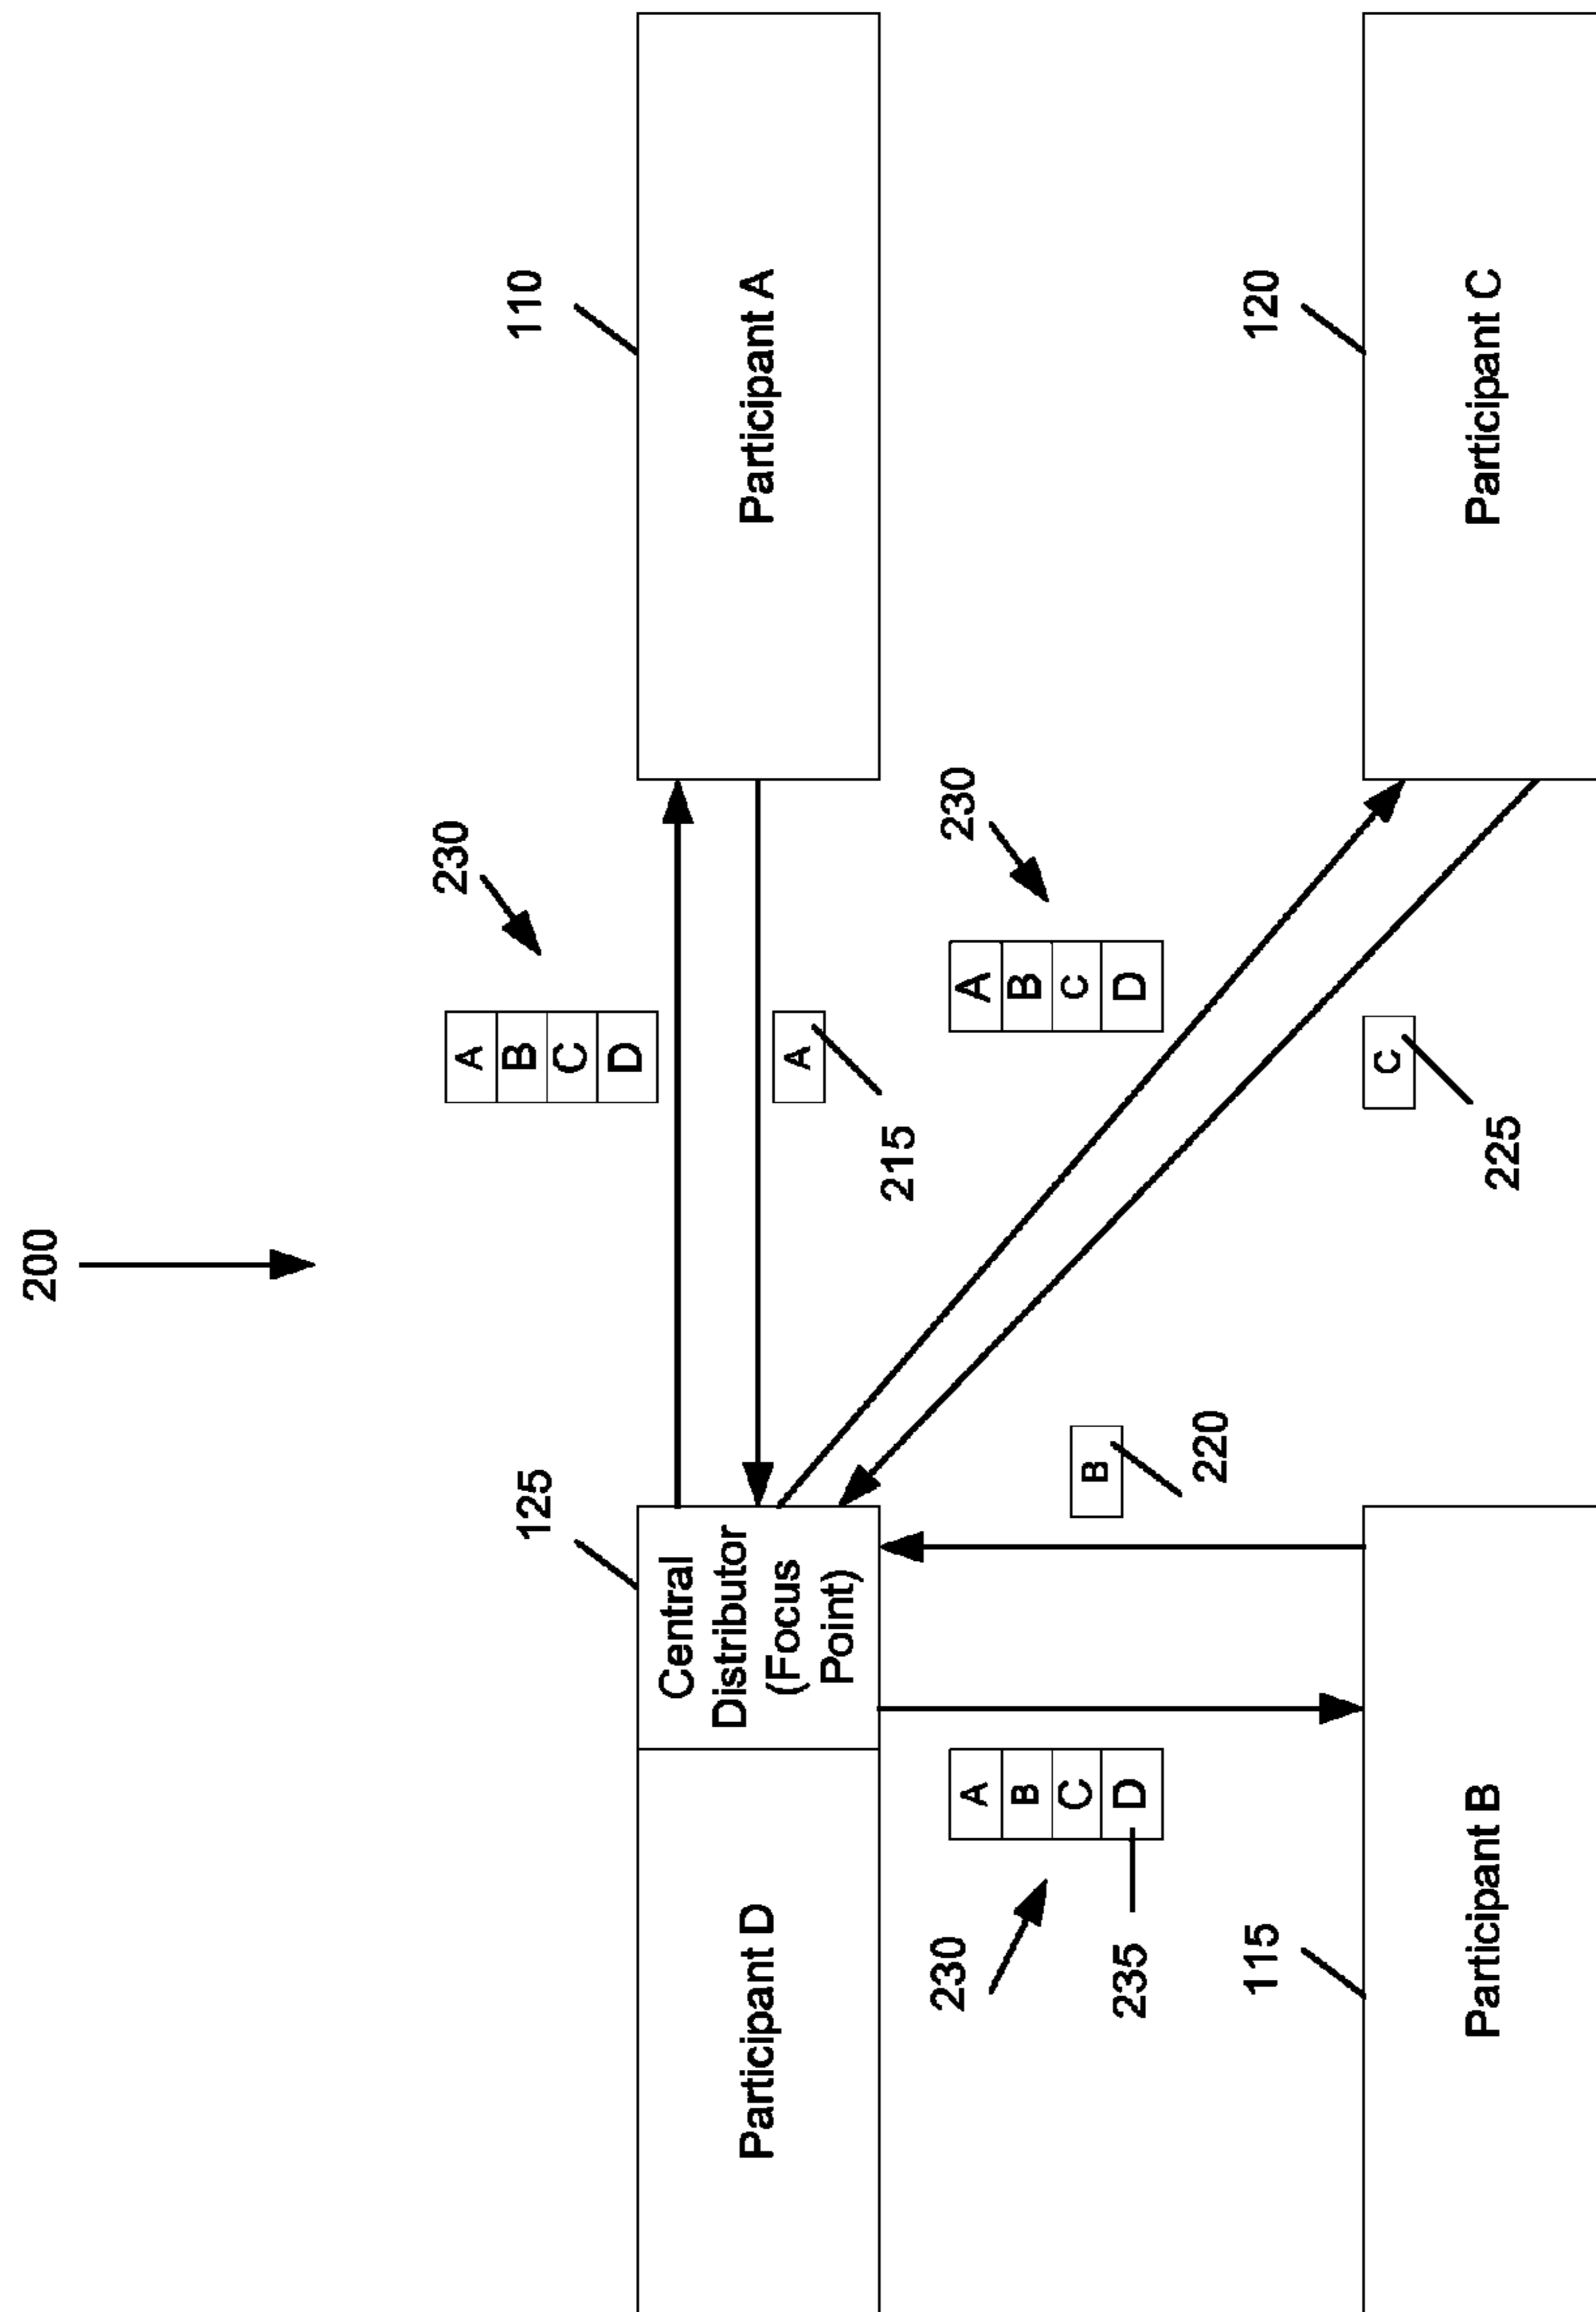 200
125
Participant D
Central
Distributor
(Focus
Point)
230
A
B
C
D
A
215
110
Participant A
230
A
B
C
D
235
B
220
230
A
B
C
D
C
225
115
Participant B
120
Participant C